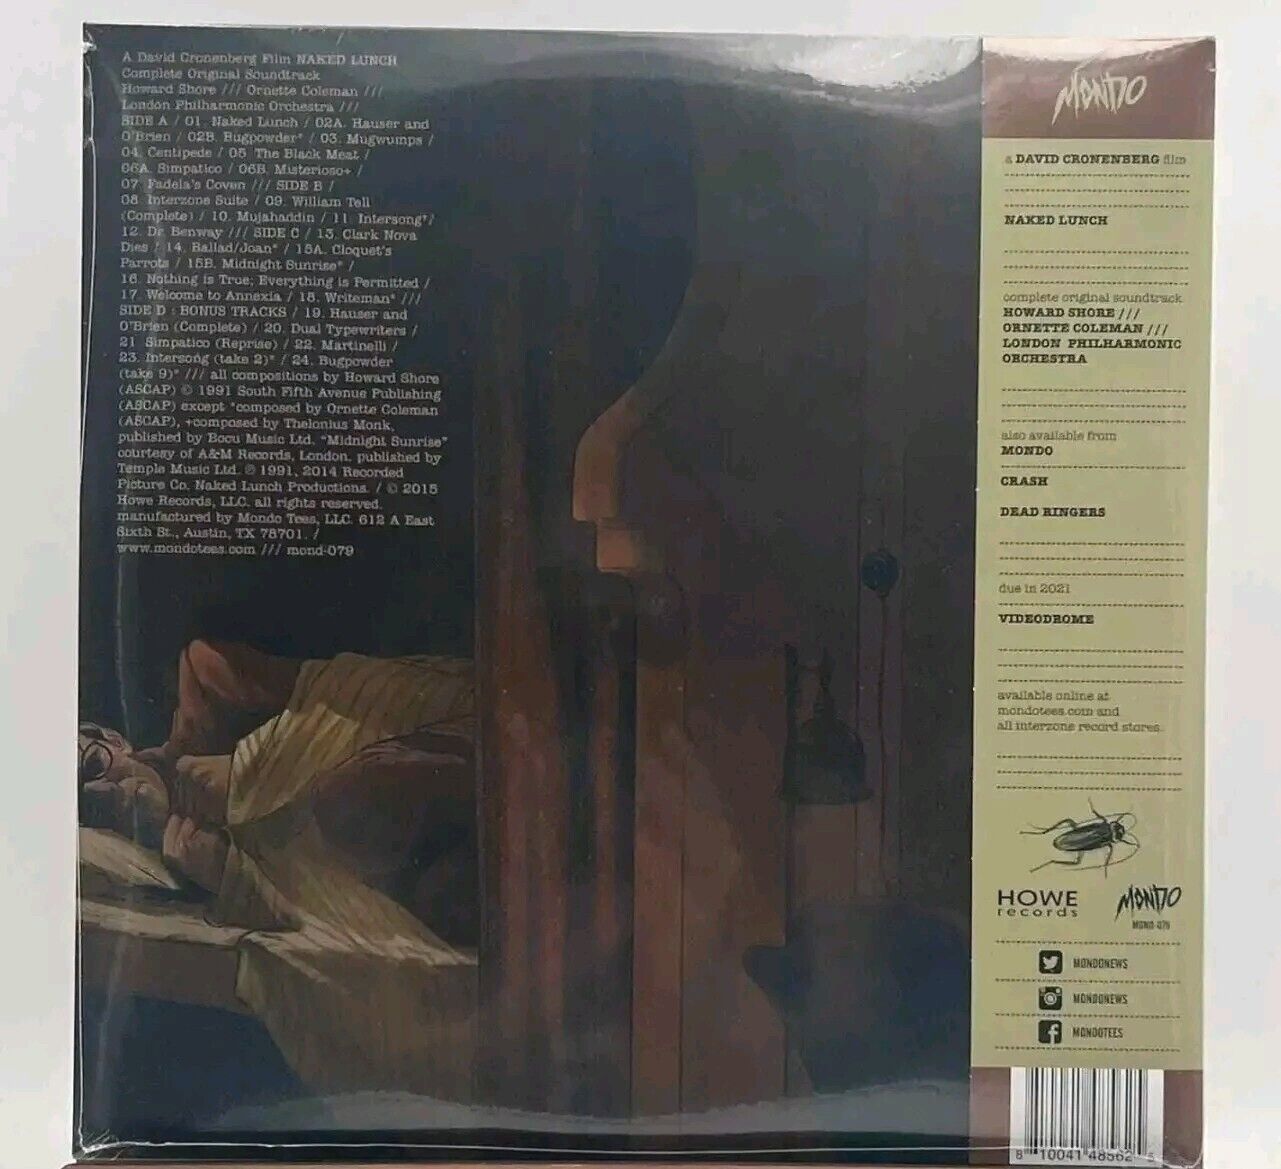 A David Cronenberg Film NAKED LUNCH
Complete Original Soundtrack
Howard Shore /// Ornette Coleman ///
London Philharmonic Orchestra ///
SIDE A / 01. Naked Lunch / 02A. Hauser and
O'Brien / 02B. Bugpowder* / 03. Mugwumps /
04. Centipede / 05 The Black Meat /
06A. Simpatico / 06B. Misterioso+ /
07. Fadela's Coven /// SIDE B /
08 Interzone Suite / 09. William Tell
(Complete) / 10. Mujahaddin / 11. Intersong*/
12. Dr. Benway /// SIDE C / 13. Clark Nova
Dies / 14. Ballad/Joan* / 15A. Cloquet's
Parrots / 15B. Midnight Sunrise* /
16. Nothing is True; Everything is Permitted /
17. Welcome to Annexia / 18. Writeman* ///
SIDE D : BONUS TRACKS / 19. Hauser and
O'Brien (Complete) / 20. Dual Typewriters /
21 Simpatico (Reprise) / 22. Martinelli /
23. Intersong (take 2)* / 24. Bugpowder
(take 9)* /// all compositions by Howard Shore
(ASCAP) © 1991 South Fifth Avenue Publishing
(ASCAP) except *composed by Ornette Coleman
(ASCAP), +composed by Thelonius Monk,
published by Bocu Music Ltd. "Midnight Sunrise"
courtesy of A&M Records, London. published by
Temple Music Ltd. ℗ 1991, 2014 Recorded
Picture Co. Naked Lunch Productions. / © 2015
Howe Records, LLC. all rights reserved.
manufactured by Mondo Tees, LLC. 612 A East
Sixth St., Austin, TX 78701. /
www.mondotees.com /// mond-079
MONDO
a DAVID CRONENBERG film
NAKED LUNCH
complete original soundtrack
HOWARD SHORE ///
ORNETTE COLEMAN ///
LONDON PHILHARMONIC
ORCHESTRA
also available from
MONDO
CRASH
DEAD RINGERS
due in 2021
VIDEODROME
available online at
mondotees.com and
all interzone record stores.
HOWE
records
MONDO
MOND-079
MONDONEWS
MONDONEWS
MONDOTEES
8 10041 48562 5